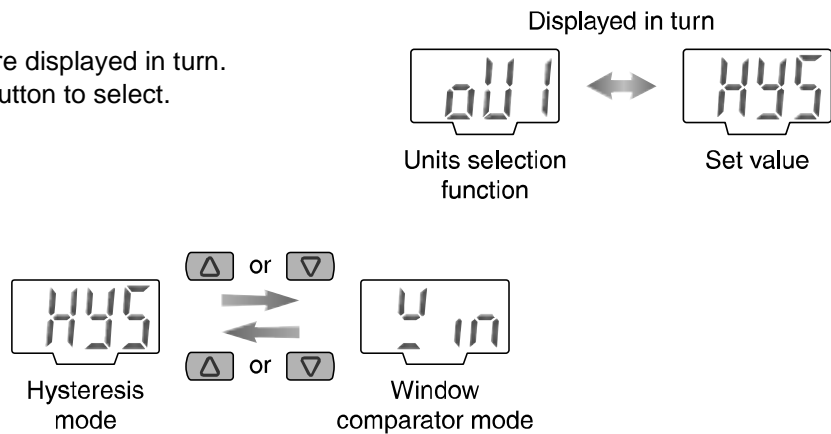 Displayed in turn
re displayed in turn.
utton to select.
oU1
HYS
Units selection
function
Set value
or
HYS
Win
or
Hysteresis
mode
Window
comparator mode